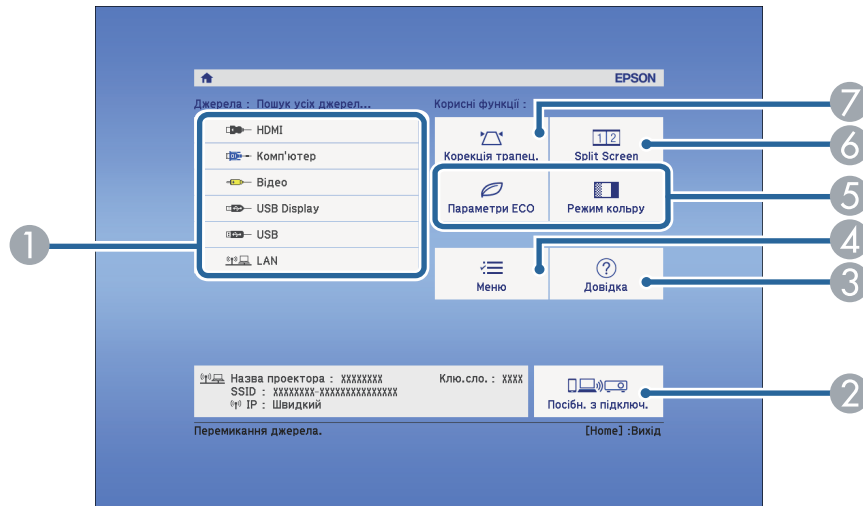 EPSON
Джерела : Пошук усіх джерел...
Корисні функції :
HDMI
Комп'ютер
Відео
USB Display
USB
LAN
Корекція трапец.
1 2
Split Screen
Параметри ECO
Режим кольру
Меню
?
Довідка
Назва проектора : XXXXXXXX
Клю.сло. : XXXX
SSID : XXXXXXXX-XXXXXXXXXXXXXX
IP : Швидкий
Посібн. з підключ.
Перемикання джерела.
[Home] :Вихід
1
7
6
5
4
3
2